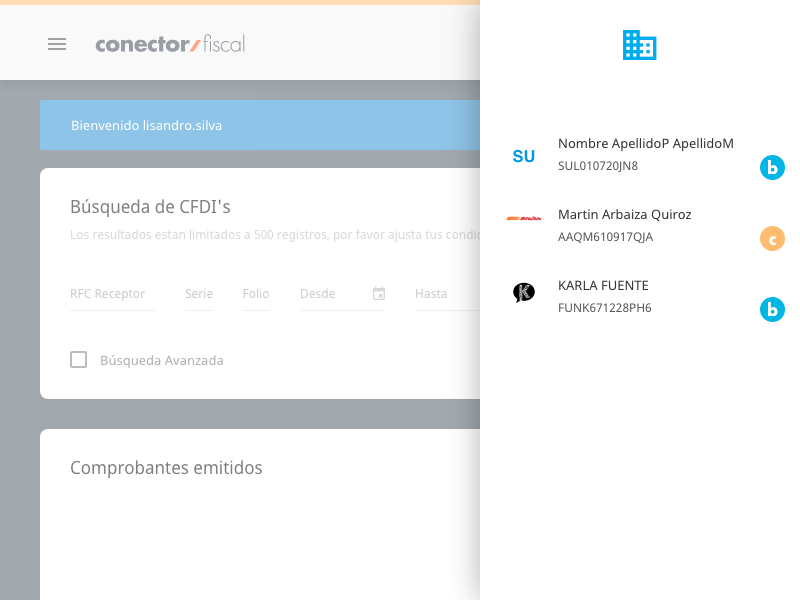 conector/fiscal
Bienvenido lisandro.silva
Búsqueda de CFDI's
Los resultados estan limitados a 500 registros, por favor ajusta tus
RFC Receptor
Serie
Folio
Desde
Hasta
Búsqueda Avanzada
Comprobantes emitidos
SU
Nombre ApellidoP ApellidoM
SUL010720JN8
b
Martin Arbaiza Quiroz
AAQM610917QJA
c
K
KARLA FUENTE
FUNK671228PH6
b